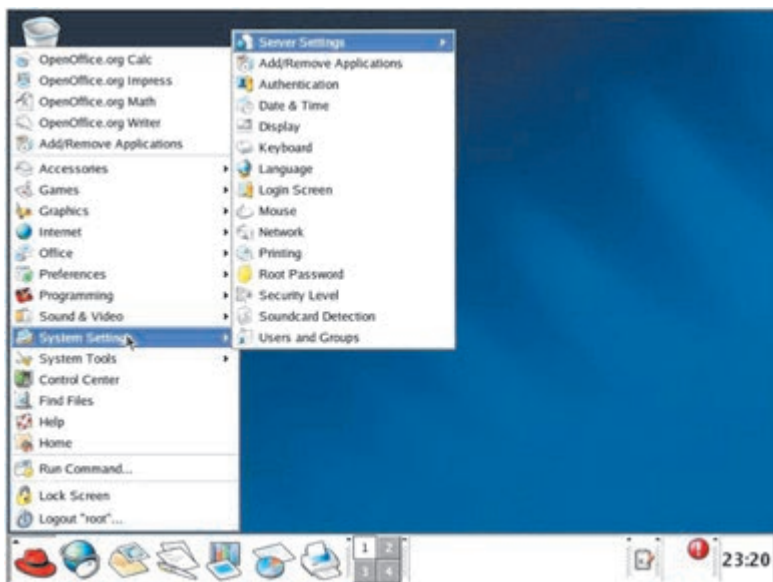 OpenOffice.org Calc
OpenOffice.org Impress
OpenOffice.org Math
OpenOffice.org Writer
Add/Remove Applications
Accessories
Games
Graphics
Internet
Office
Preferences
Programming
Sound & Video
System Settings
System Tools
Control Center
Find Files
Help
Home
Run Command...
Lock Screen
Logout "root"...
Server Settings
Add/Remove Applications
Authentication
Date & Time
Display
Keyboard
Language
Login Screen
Mouse
Network
Printing
Root Password
Security Level
Soundcard Detection
Users and Groups
1 2
3 4
23:20